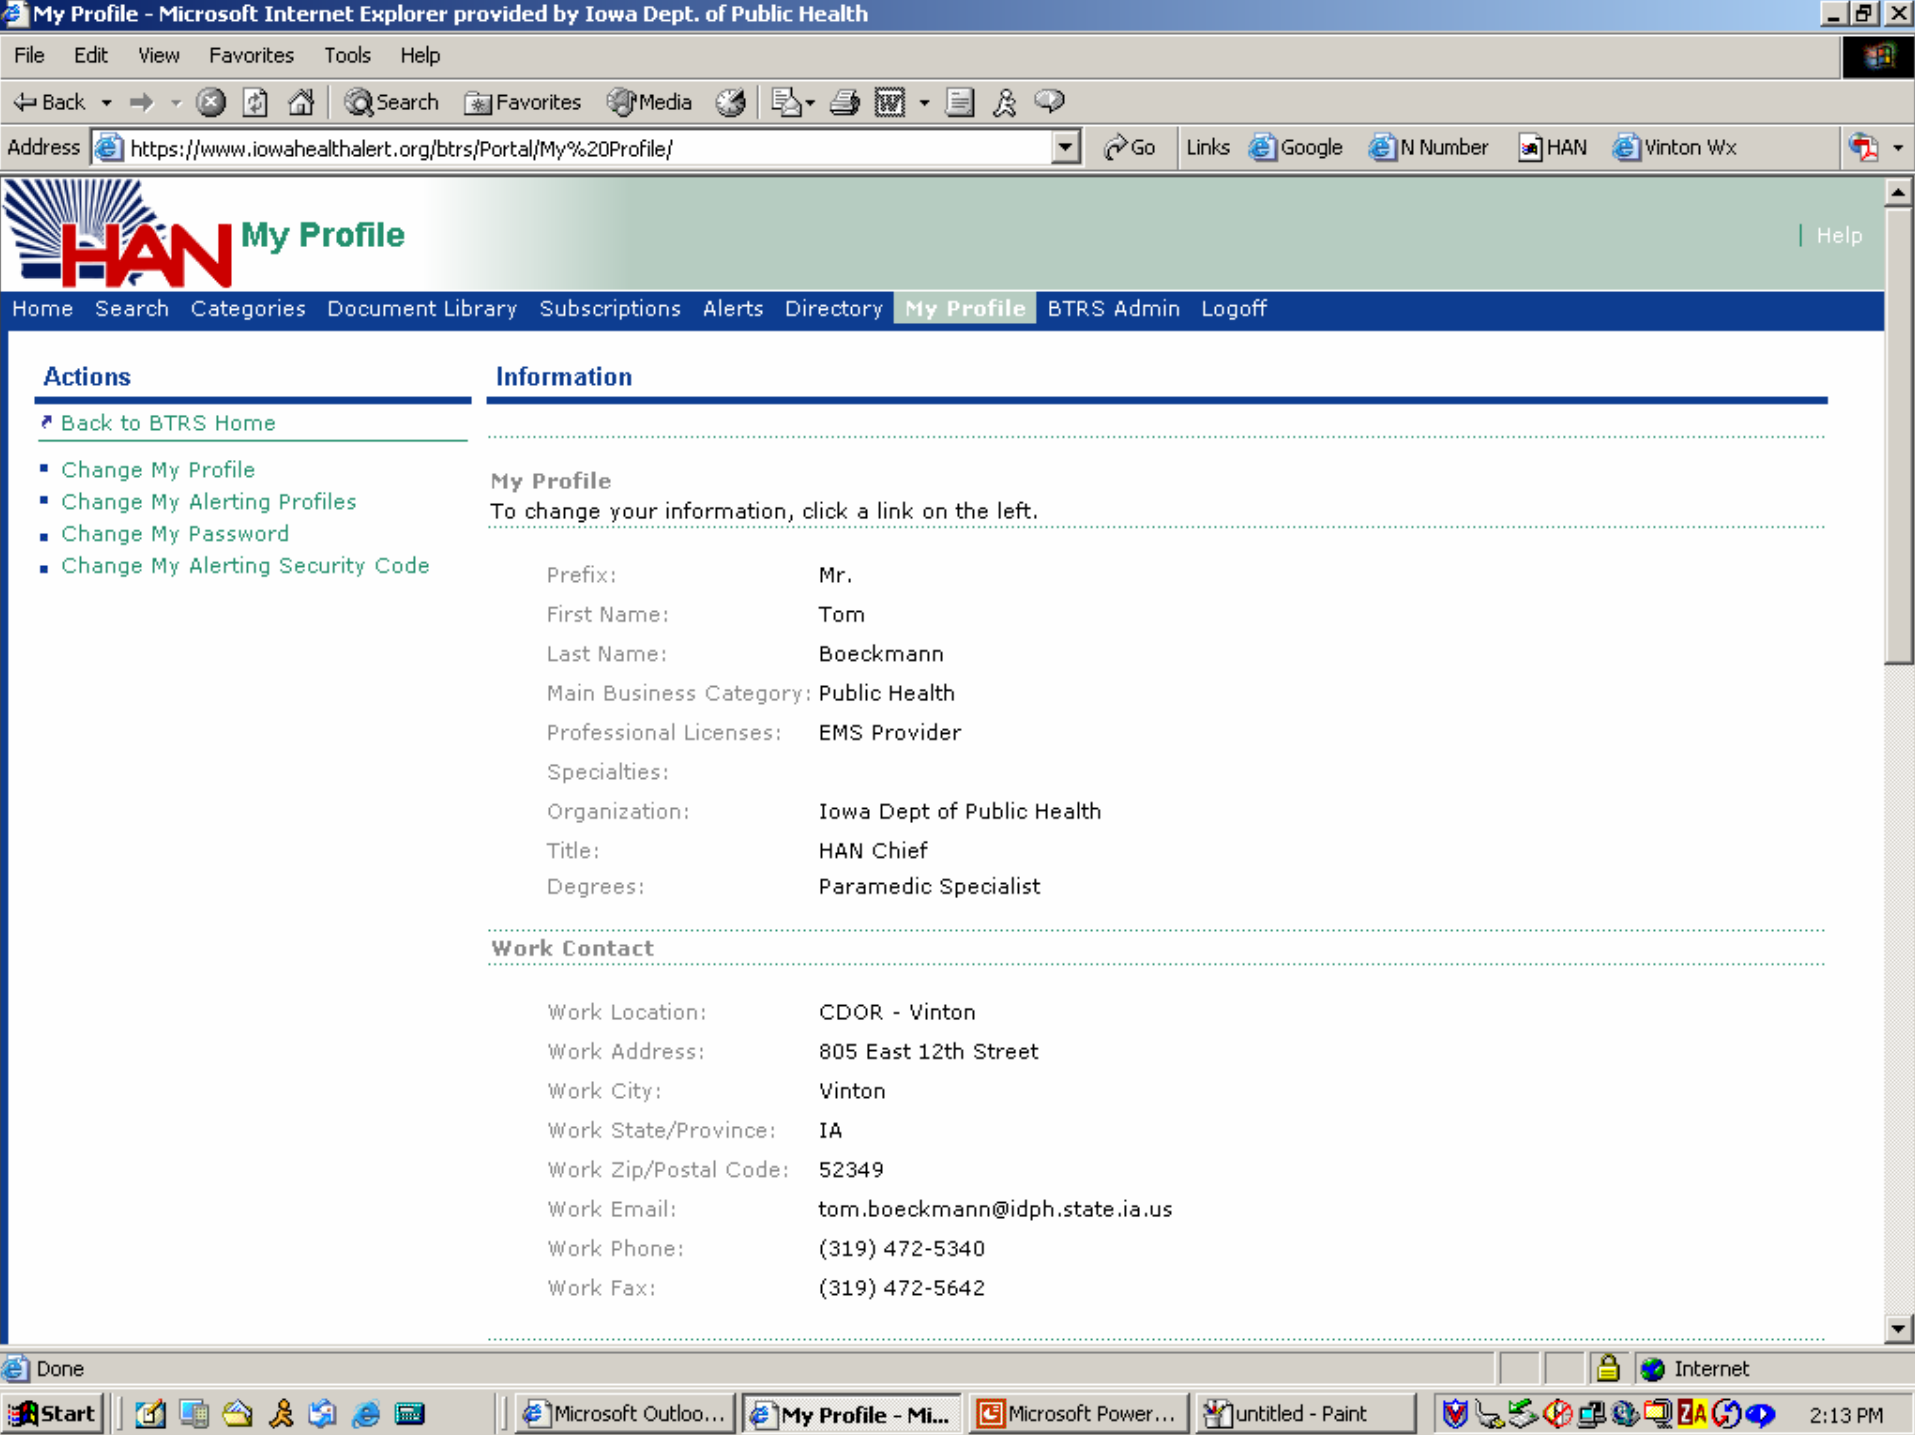 My Profile - Microsoft Internet Explorer provided by Iowa Dept. of Public Health
File Edit View Favorites Tools Help
Back Search Favorites Media
Address https://www.iowahealthalert.org/btrs/Portal/My%20Profile/ Go Links Google N Number HAN Vinton Wx
HAN My Profile Help
Home Search Categories Document Library Subscriptions Alerts Directory My Profile BTRS Admin Logoff
Actions
Back to BTRS Home
Change My Profile
Change My Alerting Profiles
Change My Password
Change My Alerting Security Code
Information
My Profile
To change your information, click a link on the left.
Prefix: Mr.
First Name: Tom
Last Name: Boeckmann
Main Business Category: Public Health
Professional Licenses: EMS Provider
Specialties:
Organization: Iowa Dept of Public Health
Title: HAN Chief
Degrees: Paramedic Specialist
Work Contact
Work Location: CDOR - Vinton
Work Address: 805 East 12th Street
Work City: Vinton
Work State/Province: IA
Work Zip/Postal Code: 52349
Work Email: tom.boeckmann@idph.state.ia.us
Work Phone: (319) 472-5340
Work Fax: (319) 472-5642
Done Internet
Start Microsoft Outloo... My Profile - Mi... Microsoft Power... untitled - Paint ZA 2:13 PM